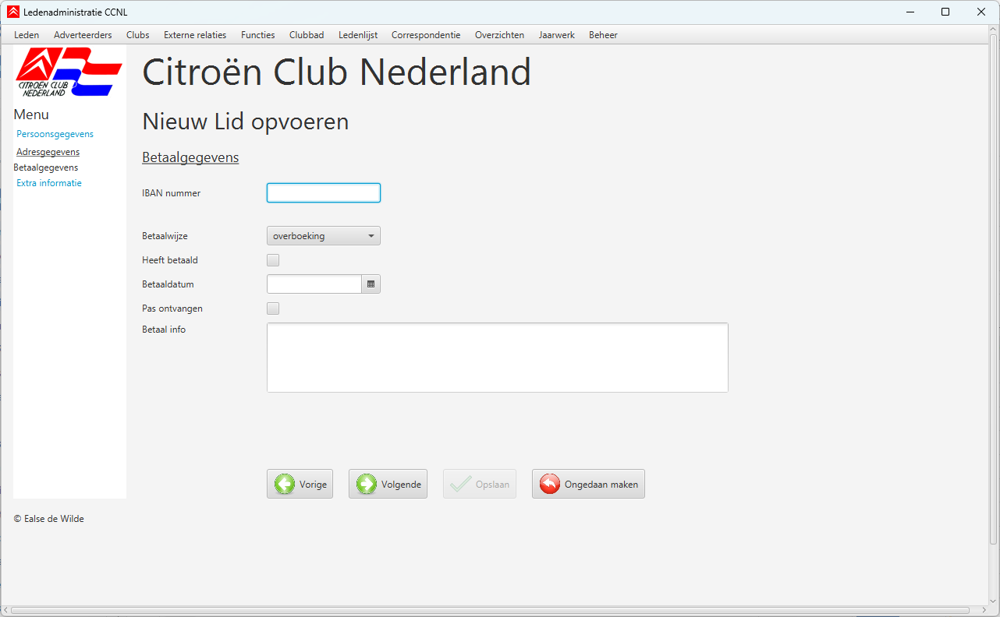 Ledenadministratie CCNL
Leden Adverteerders Clubs Externe relaties Functies Clubbad Ledenlijst Correspondentie Overzichten Jaarwerk Beheer
CITROEN CLUB
NEDERLAND
Citroën Club Nederland
Menu
Persoonsgegevens
Adresgegevens
Betaalgegevens
Extra informatie
Nieuw Lid opvoeren
Betaalgegevens
IBAN nummer
Betaalwijze overboeking
Heeft betaald
Betaaldatum
Pas ontvangen
Betaal info
Vorige Volgende Opslaan Ongedaan maken
© Ealse de Wilde